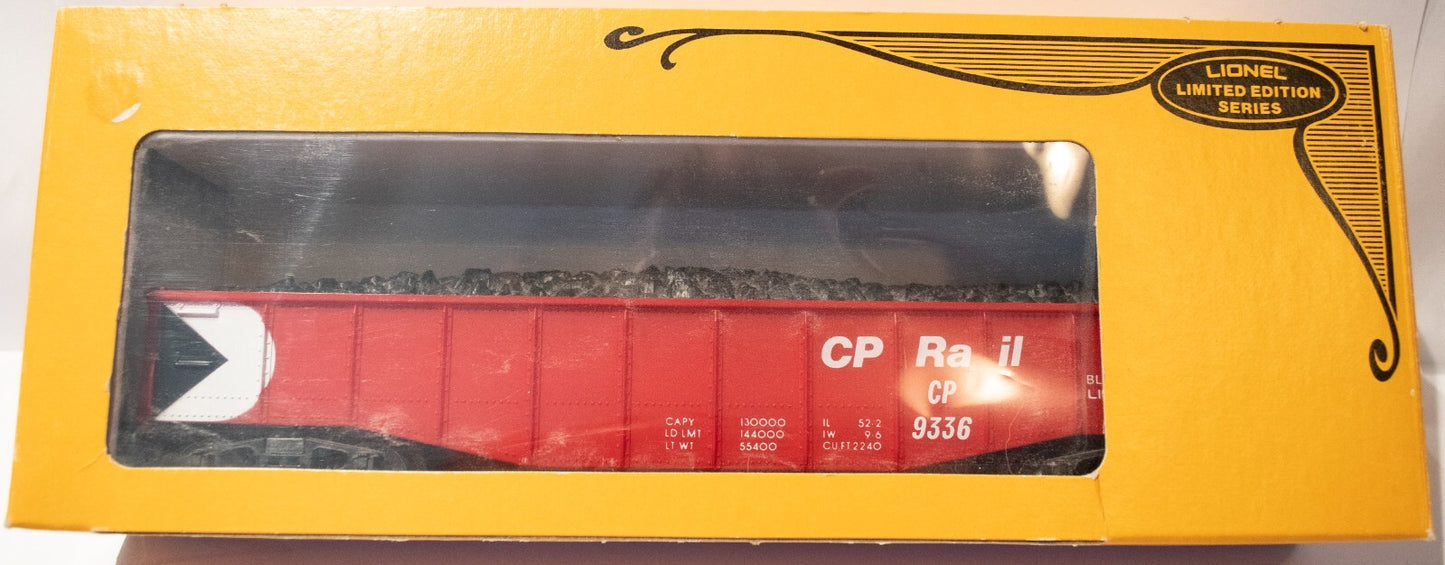 LIONEL
LIMITED EDITION
SERIES
CP Rail
CP
9336
CAPY 130000
LD LMT 144000
LT WT 55400
IL 52 2
IW 9 6
CU.FT. 2240
BL